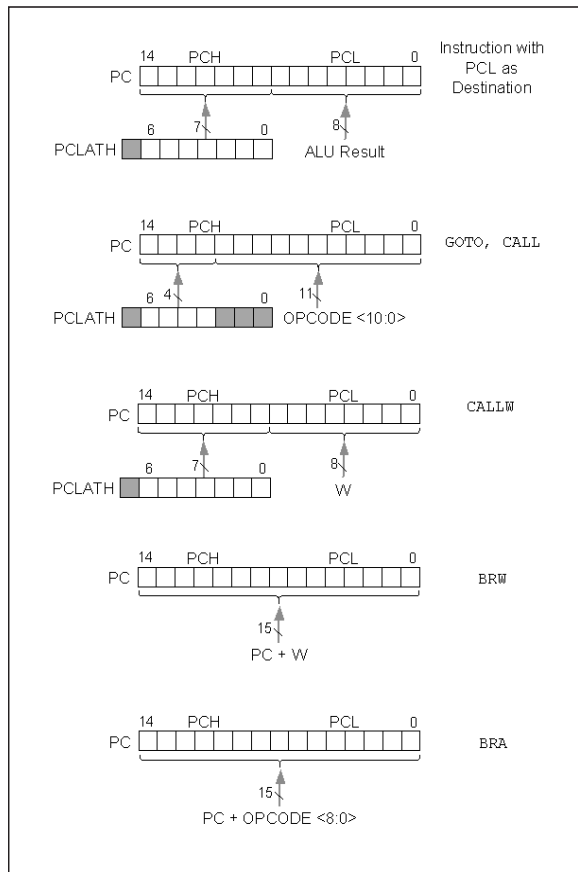 14 PCH PCL 0
PC
Instruction with
PCL as
Destination
6 7 0 8
PCLATH
ALU Result
14 PCH PCL 0
PC
GOTO, CALL
6 4 0 11
PCLATH
OPCODE <10:0>
14 PCH PCL 0
PC
CALLW
6 7 0 8
PCLATH
W
14 PCH PCL 0
PC
BRW
15
PC + W
14 PCH PCL 0
PC
BRA
15
PC + OPCODE <8:0>